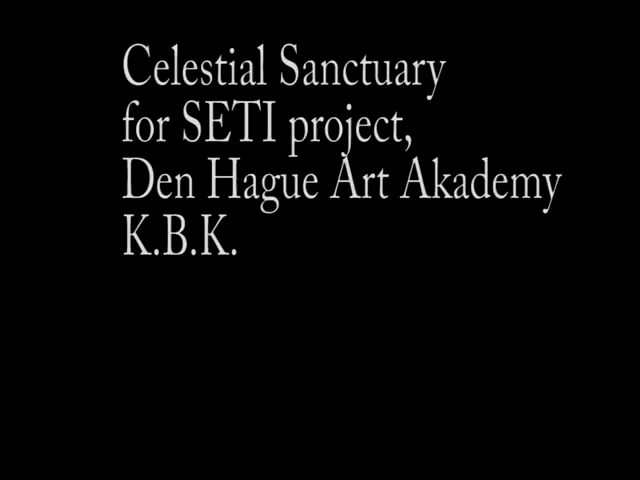 Celestial Sanctuary
for SETI project,
Den Hague Art Akademy
K.B.K.